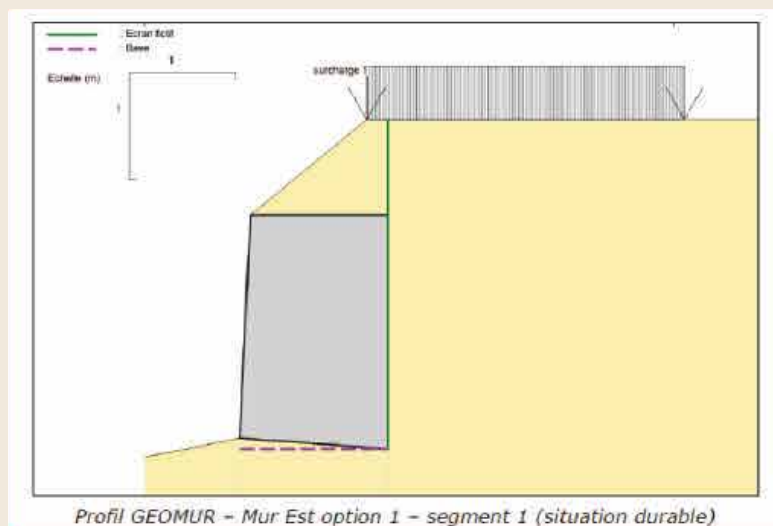 Ecran fictif
Base
1
Echelle (m)
surcharge 1
1
Profil GEOMUR – Mur Est option 1 – segment 1 (situation durable)